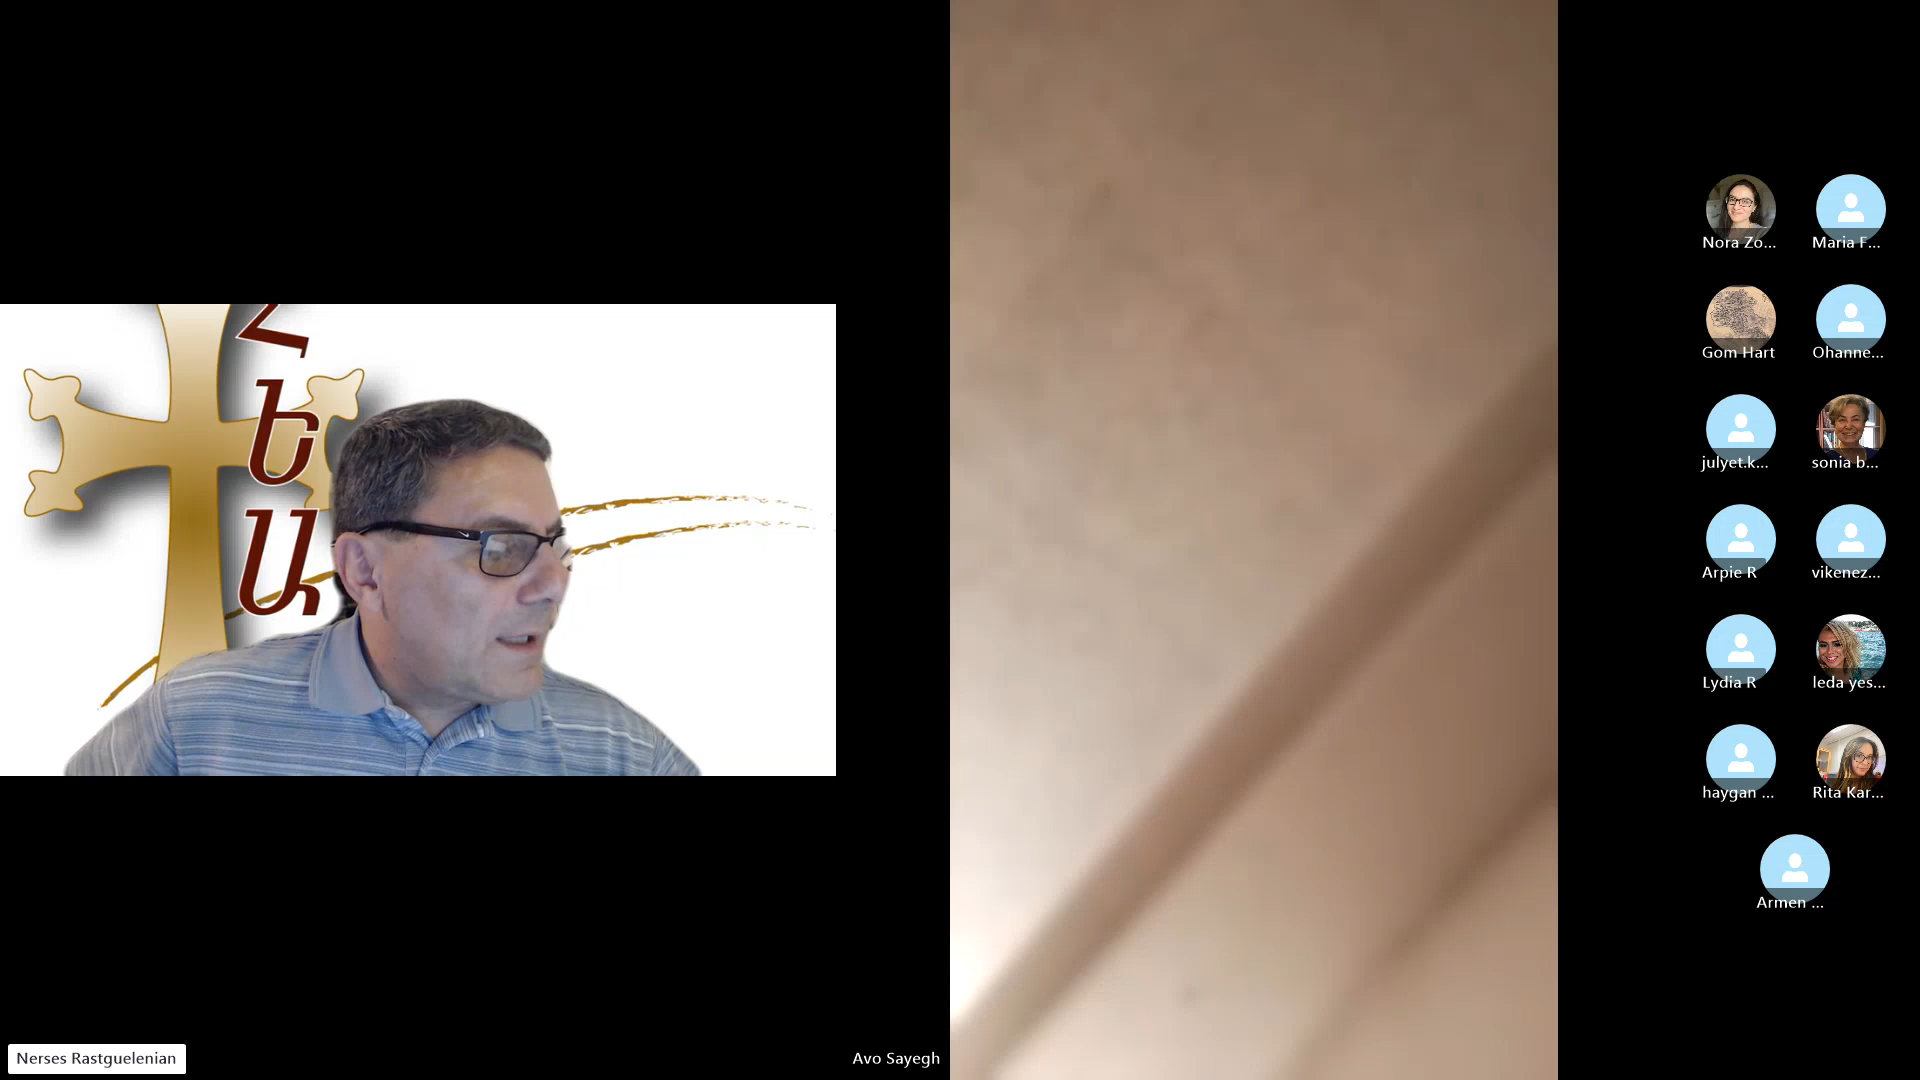 Հ
Ե
Ա
Nerses Rastguelenian
Avo Sayegh
Nora Zo...
Maria F...
Gom Hart
Ohanne...
julyet.k...
sonia b...
Arpie R
vikenez...
Lydia R
leda yes...
haygan ...
Rita Kar...
Armen ...